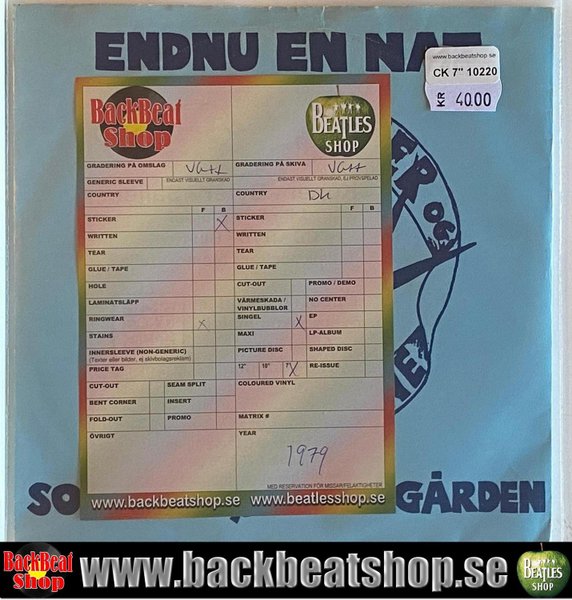 ENDNU EN NAT
www.backbeatshop.se
CK 7" 10220
KR 40.00
BackBeat Shop
BEATLES SHOP
GRADERING PÅ OMSLAG VG++
GRADERING PÅ SKIVA VG++
GENERIC SLEEVE
ENDAST VISUELLT GRANSKAD
ENDAST VISUELLT GRANSKAD, EJ PROVSPELAD
COUNTRY
COUNTRY DK
F B
F B
STICKER X
STICKER
WRITTEN
WRITTEN
TEAR
TEAR
GLUE / TAPE
GLUE / TAPE
HOLE
CUT-OUT
PROMO / DEMO
LAMINATSLÄPP
VÄRMESKADA / VINYLBUBBLOR
NO CENTER
RINGWEAR X
SINGEL X
EP
STAINS
MAXI
LP-ALBUM
INNERSLEEVE (NON-GENERIC)
(Texter eller bilder, ej skivbolagsreklam)
PICTURE DISC
SHAPED DISC
PRICE TAG
12" 10" 7" X
RE-ISSUE
CUT-OUT
SEAM SPLIT
COLOURED VINYL
BENT CORNER
INSERT
FOLD-OUT
PROMO
MATRIX #
ÖVRIGT
YEAR
1979
MED RESERVATION FÖR MISSAR/FELAKTIGHETER
www.backbeatshop.se www.beatlesshop.se
ER OG
SO
GÅRDEN
BackBeat Shop
www.backbeatshop.se
BEATLES SHOP